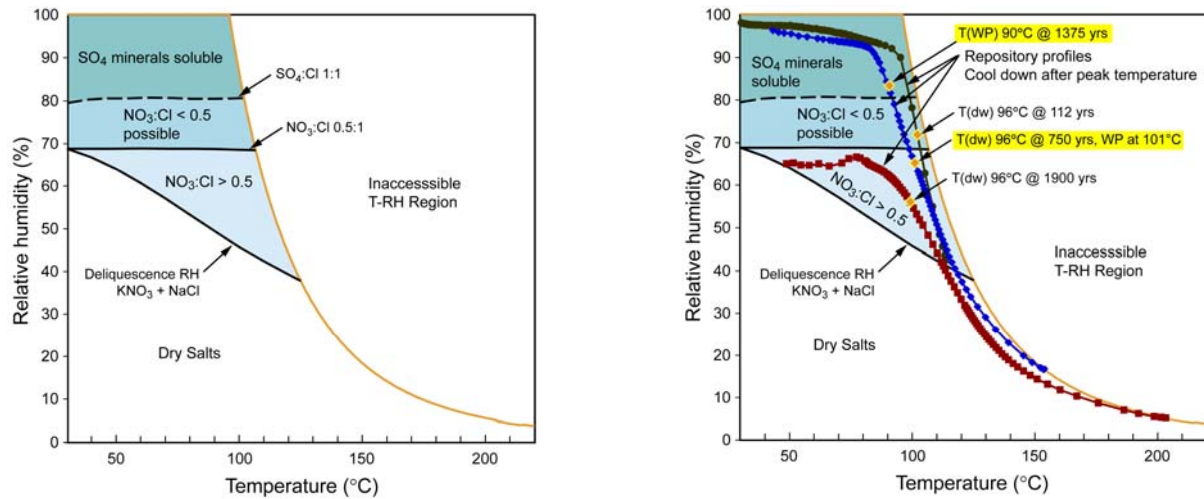 100
90
80
70
60
50
40
30
20
10
0
Relative humidity (%)
SO₄ minerals soluble
SO₄:Cl 1:1
NO₃:Cl < 0.5
possible
NO₃:Cl 0.5:1
NO₃:Cl > 0.5
Inaccesssible
T-RH Region
Deliquescence RH
KNO₃ + NaCl
Dry Salts
50
100
150
200
Temperature (°C)
100
90
80
70
60
50
40
30
20
10
0
Relative humidity (%)
T(WP) 90°C @ 1375 yrs
Repository profiles
Cool down after peak temperature
SO₄ minerals
soluble
T(dw) 96°C @ 112 yrs
NO₃:Cl < 0.5
possible
T(dw) 96°C @ 750 yrs, WP at 101°C
T(dw) 96°C @ 1900 yrs
NO₃:Cl > 0.5
Inaccesssible
T-RH Region
Deliquescence RH
KNO₃ + NaCl
Dry Salts
50
100
150
200
Temperature (°C)